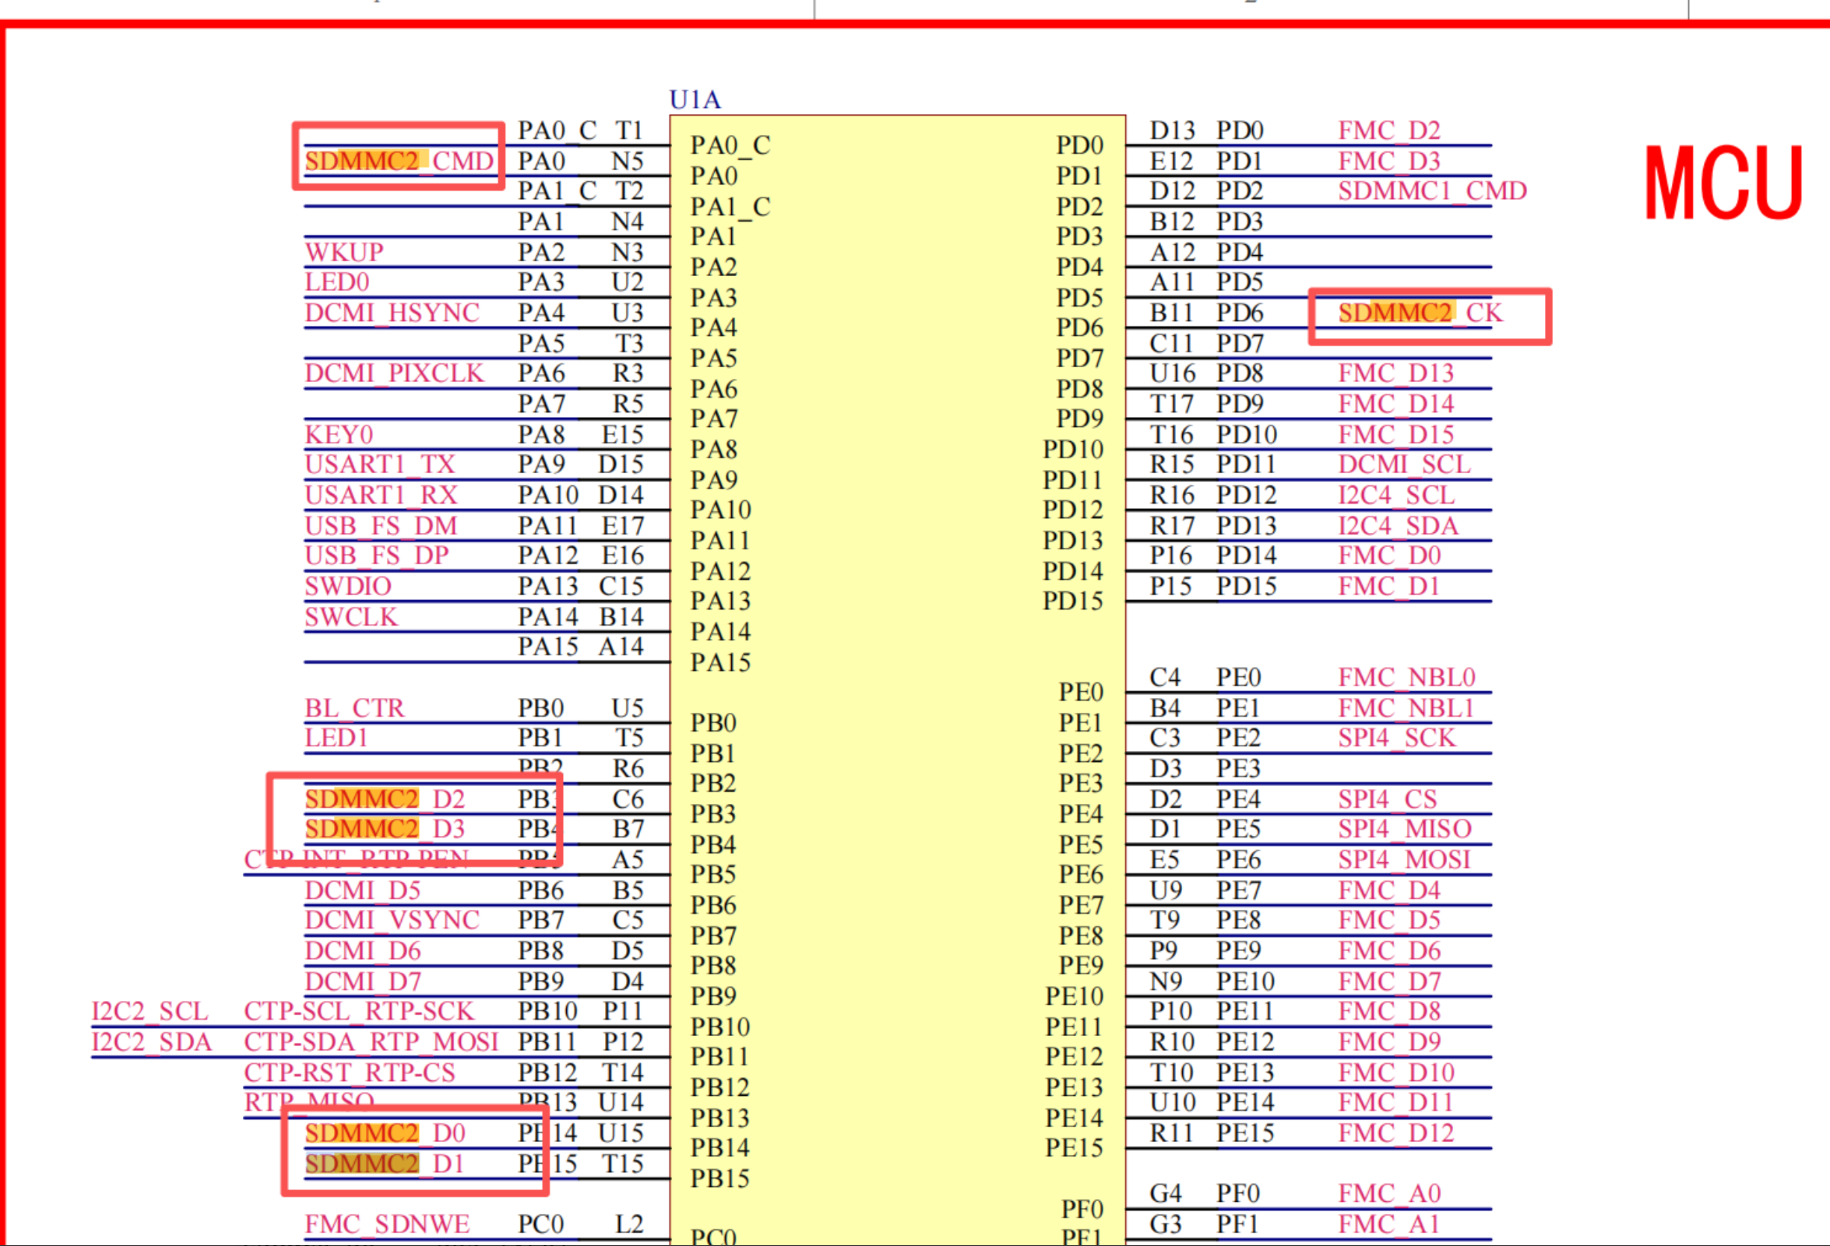 U1A
MCU
SDMMC2_CMD PA0_C T1 PA0_C
PA0 N5 PA0
PA1_C T2 PA1_C
PA1 N4 PA1
WKUP PA2 N3 PA2
LED0 PA3 U2 PA3
DCMI_HSYNC PA4 U3 PA4
PA5 T3 PA5
DCMI_PIXCLK PA6 R3 PA6
PA7 R5 PA7
KEY0 PA8 E15 PA8
USART1_TX PA9 D15 PA9
USART1_RX PA10 D14 PA10
USB_FS_DM PA11 E17 PA11
USB_FS_DP PA12 E16 PA12
SWDIO PA13 C15 PA13
SWCLK PA14 B14 PA14
PA15 A14 PA15
BL_CTR PB0 U5 PB0
LED1 PB1 T5 PB1
PB2 R6 PB2
SDMMC2_D2 PB3 C6 PB3
SDMMC2_D3 PB4 B7 PB4
CTP-INT_RTP-PEN PB5 A5 PB5
DCMI_D5 PB6 B5 PB6
DCMI_VSYNC PB7 C5 PB7
DCMI_D6 PB8 D5 PB8
DCMI_D7 PB9 D4 PB9
I2C2_SCL CTP-SCL_RTP-SCK PB10 P11 PB10
I2C2_SDA CTP-SDA_RTP_MOSI PB11 P12 PB11
CTP-RST_RTP-CS PB12 T14 PB12
RTP_MISO PB13 U14 PB13
SDMMC2_D0 PB14 U15 PB14
SDMMC2_D1 PB15 T15 PB15
FMC_SDNWE PC0 L2 PC0
PD0 D13 PD0 FMC_D2
PD1 E12 PD1 FMC_D3
PD2 D12 PD2 SDMMC1_CMD
PD3 B12 PD3
PD4 A12 PD4
PD5 A11 PD5
PD6 B11 PD6 SDMMC2_CK
PD7 C11 PD7
PD8 U16 PD8 FMC_D13
PD9 T17 PD9 FMC_D14
PD10 T16 PD10 FMC_D15
PD11 R15 PD11 DCMI_SCL
PD12 R16 PD12 I2C4_SCL
PD13 R17 PD13 I2C4_SDA
PD14 P16 PD14 FMC_D0
PD15 P15 PD15 FMC_D1
PE0 C4 PE0 FMC_NBL0
PE1 B4 PE1 FMC_NBL1
PE2 C3 PE2 SPI4_SCK
PE3 D3 PE3
PE4 D2 PE4 SPI4_CS
PE5 D1 PE5 SPI4_MISO
PE6 E5 PE6 SPI4_MOSI
PE7 U9 PE7 FMC_D4
PE8 T9 PE8 FMC_D5
PE9 P9 PE9 FMC_D6
PE10 N9 PE10 FMC_D7
PE11 P10 PE11 FMC_D8
PE12 R10 PE12 FMC_D9
PE13 T10 PE13 FMC_D10
PE14 U10 PE14 FMC_D11
PE15 R11 PE15 FMC_D12
PF0 G4 PF0 FMC_A0
PF1 G3 PF1 FMC_A1